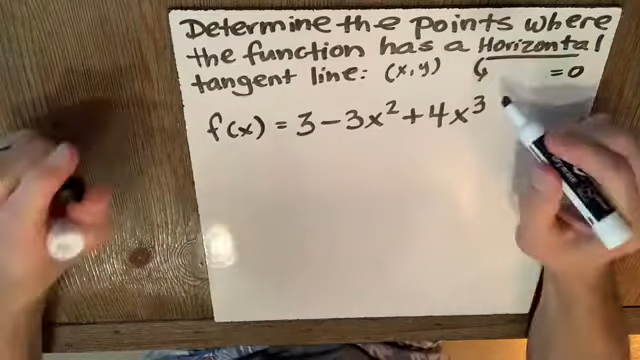 Determine the points where
the function has a Horizontal
tangent line: (x,y) = 0
f(x) = 3 - 3x² + 4x³